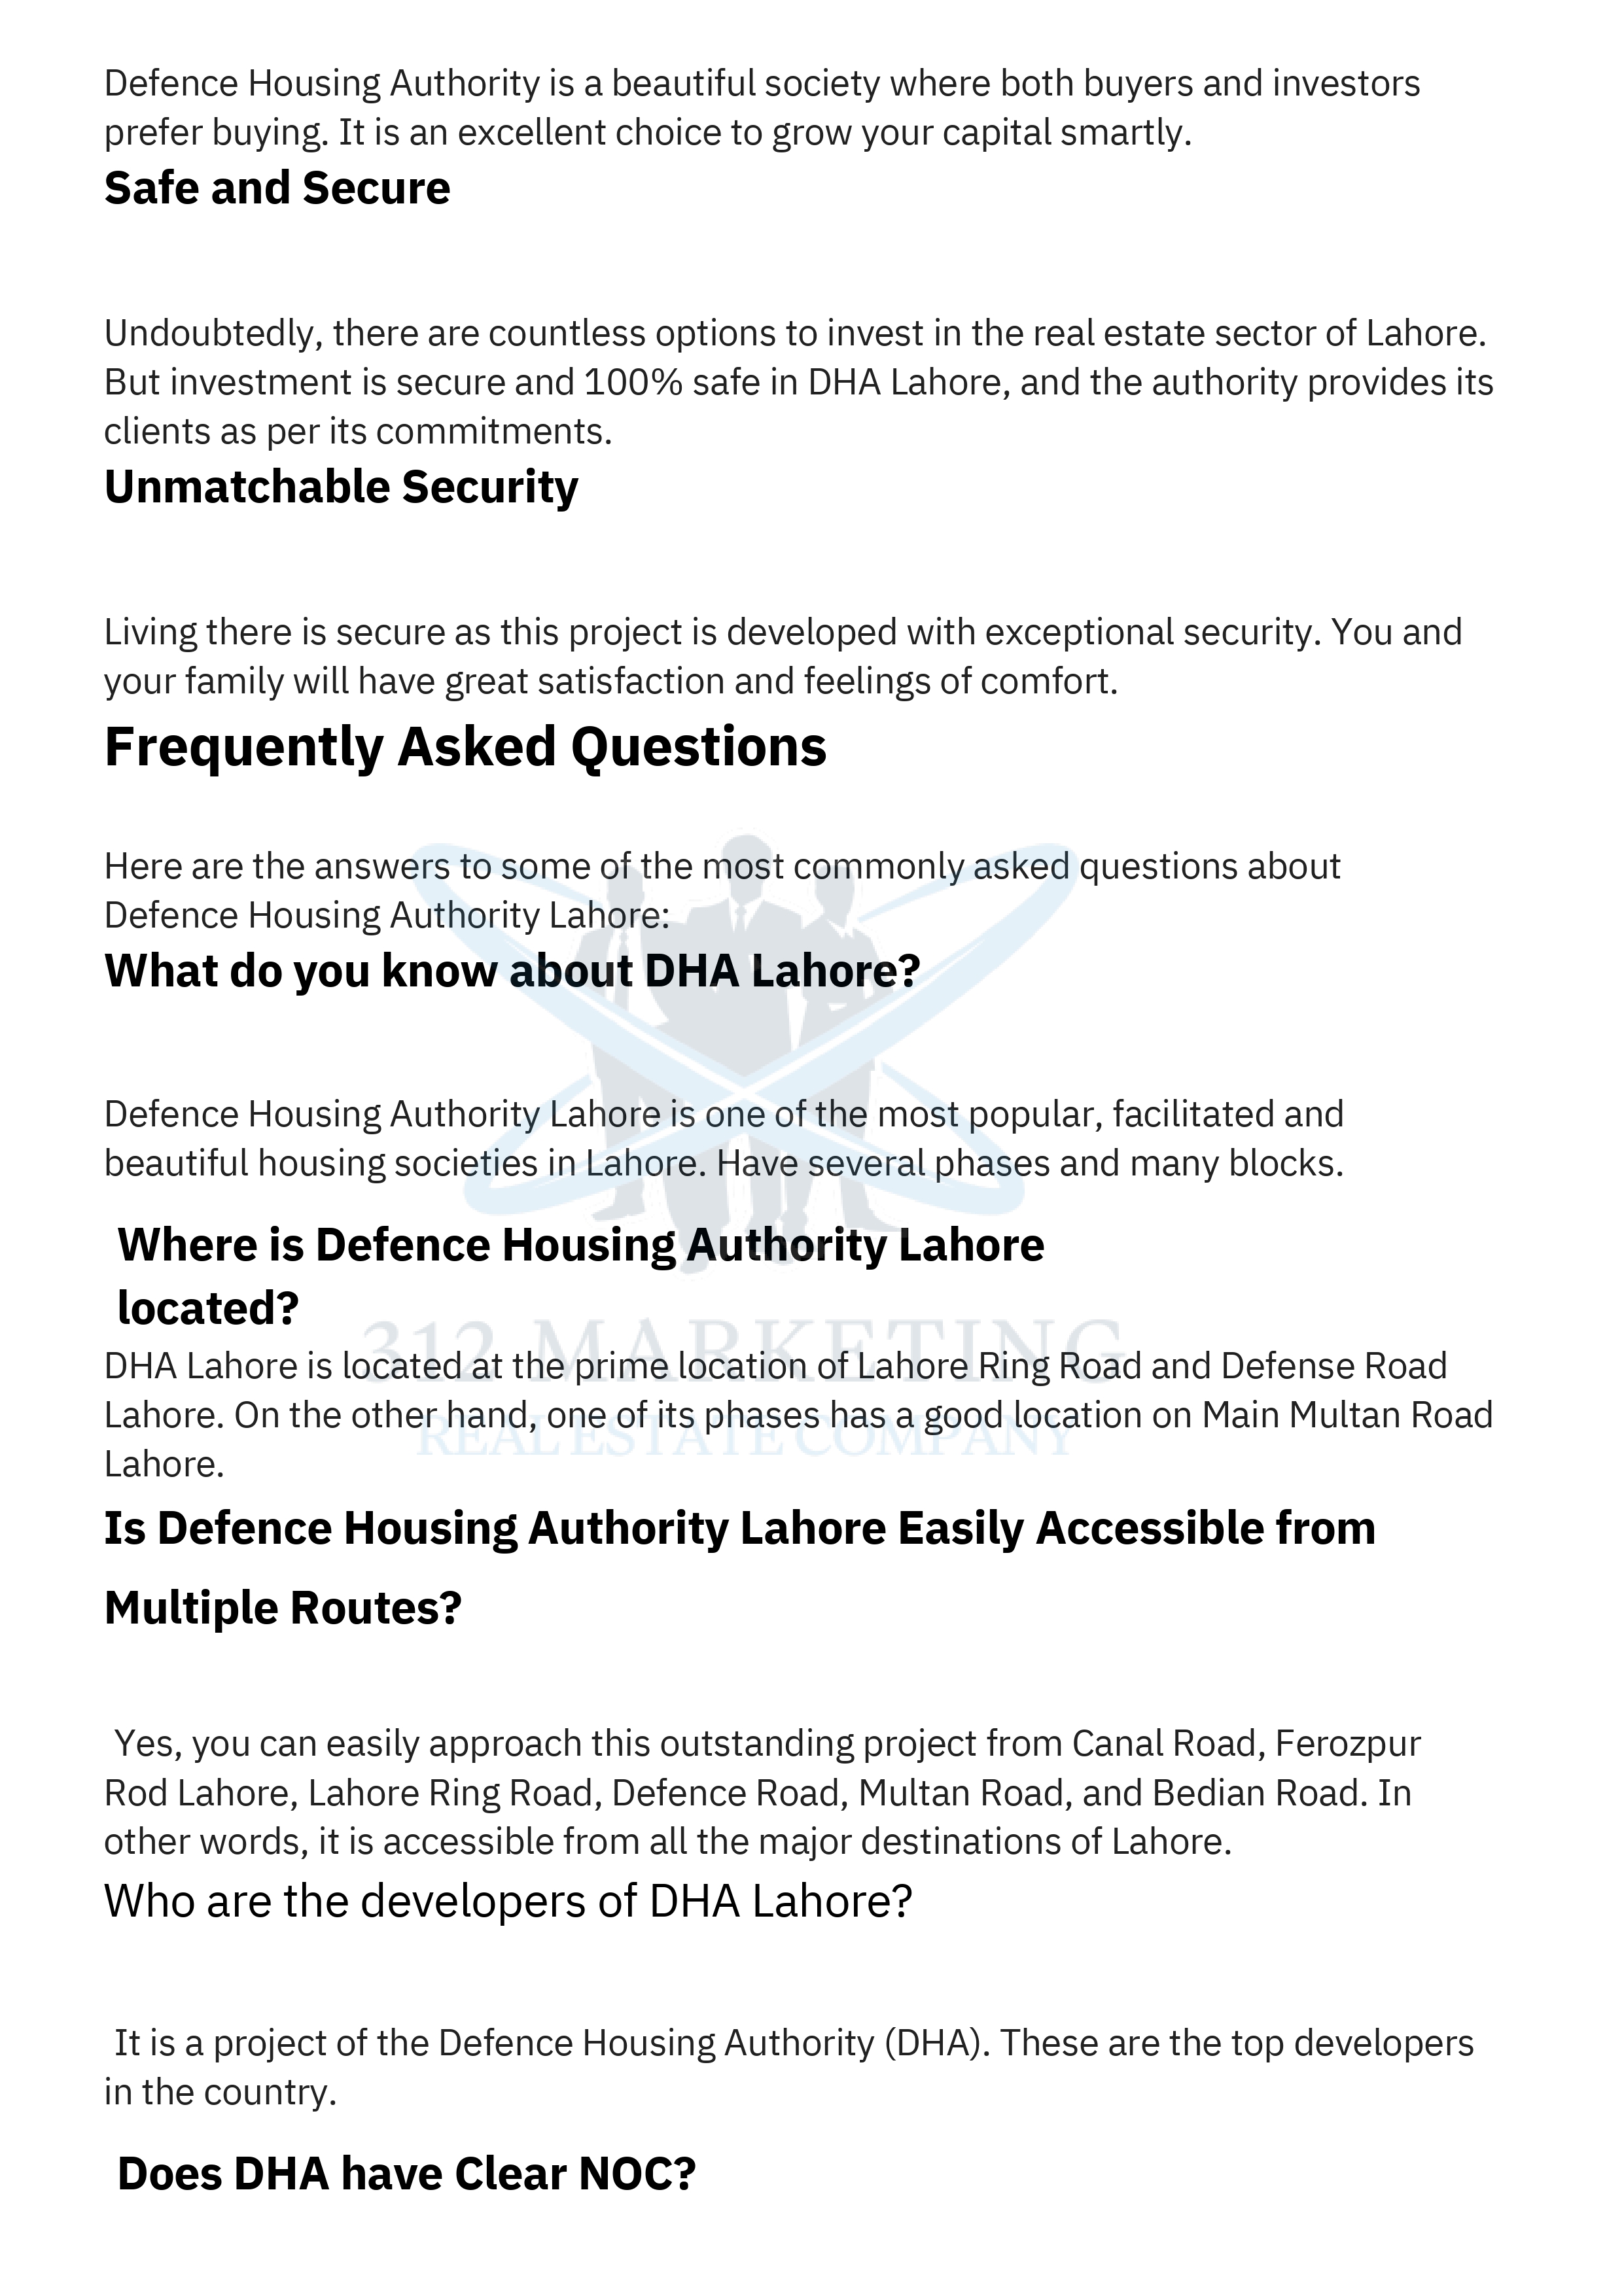 Defence Housing Authority is a beautiful society where both buyers and investors
prefer buying. It is an excellent choice to grow your capital smartly.
Safe and Secure
Undoubtedly, there are countless options to invest in the real estate sector of Lahore.
But investment is secure and 100% safe in DHA Lahore, and the authority provides its
clients as per its commitments.
Unmatchable Security
Living there is secure as this project is developed with exceptional security. You and
your family will have great satisfaction and feelings of comfort.
Frequently Asked Questions
Here are the answers to some of the most commonly asked questions about
Defence Housing Authority Lahore:
What do you know about DHA Lahore?
Defence Housing Authority Lahore is one of the most popular, facilitated and
beautiful housing societies in Lahore. Have several phases and many blocks.
Where is Defence Housing Authority Lahore
located?
312 MARKETING
DHA Lahore is located at the prime location of Lahore Ring Road and Defense Road
Lahore. On the other hand, one of its phases has a good location on Main Multan Road
REAL ESTATE COMPANY
Lahore.
Is Defence Housing Authority Lahore Easily Accessible from
Multiple Routes?
Yes, you can easily approach this outstanding project from Canal Road, Ferozpur
Rod Lahore, Lahore Ring Road, Defence Road, Multan Road, and Bedian Road. In
other words, it is accessible from all the major destinations of Lahore.
Who are the developers of DHA Lahore?
It is a project of the Defence Housing Authority (DHA). These are the top developers
in the country.
Does DHA have Clear NOC?